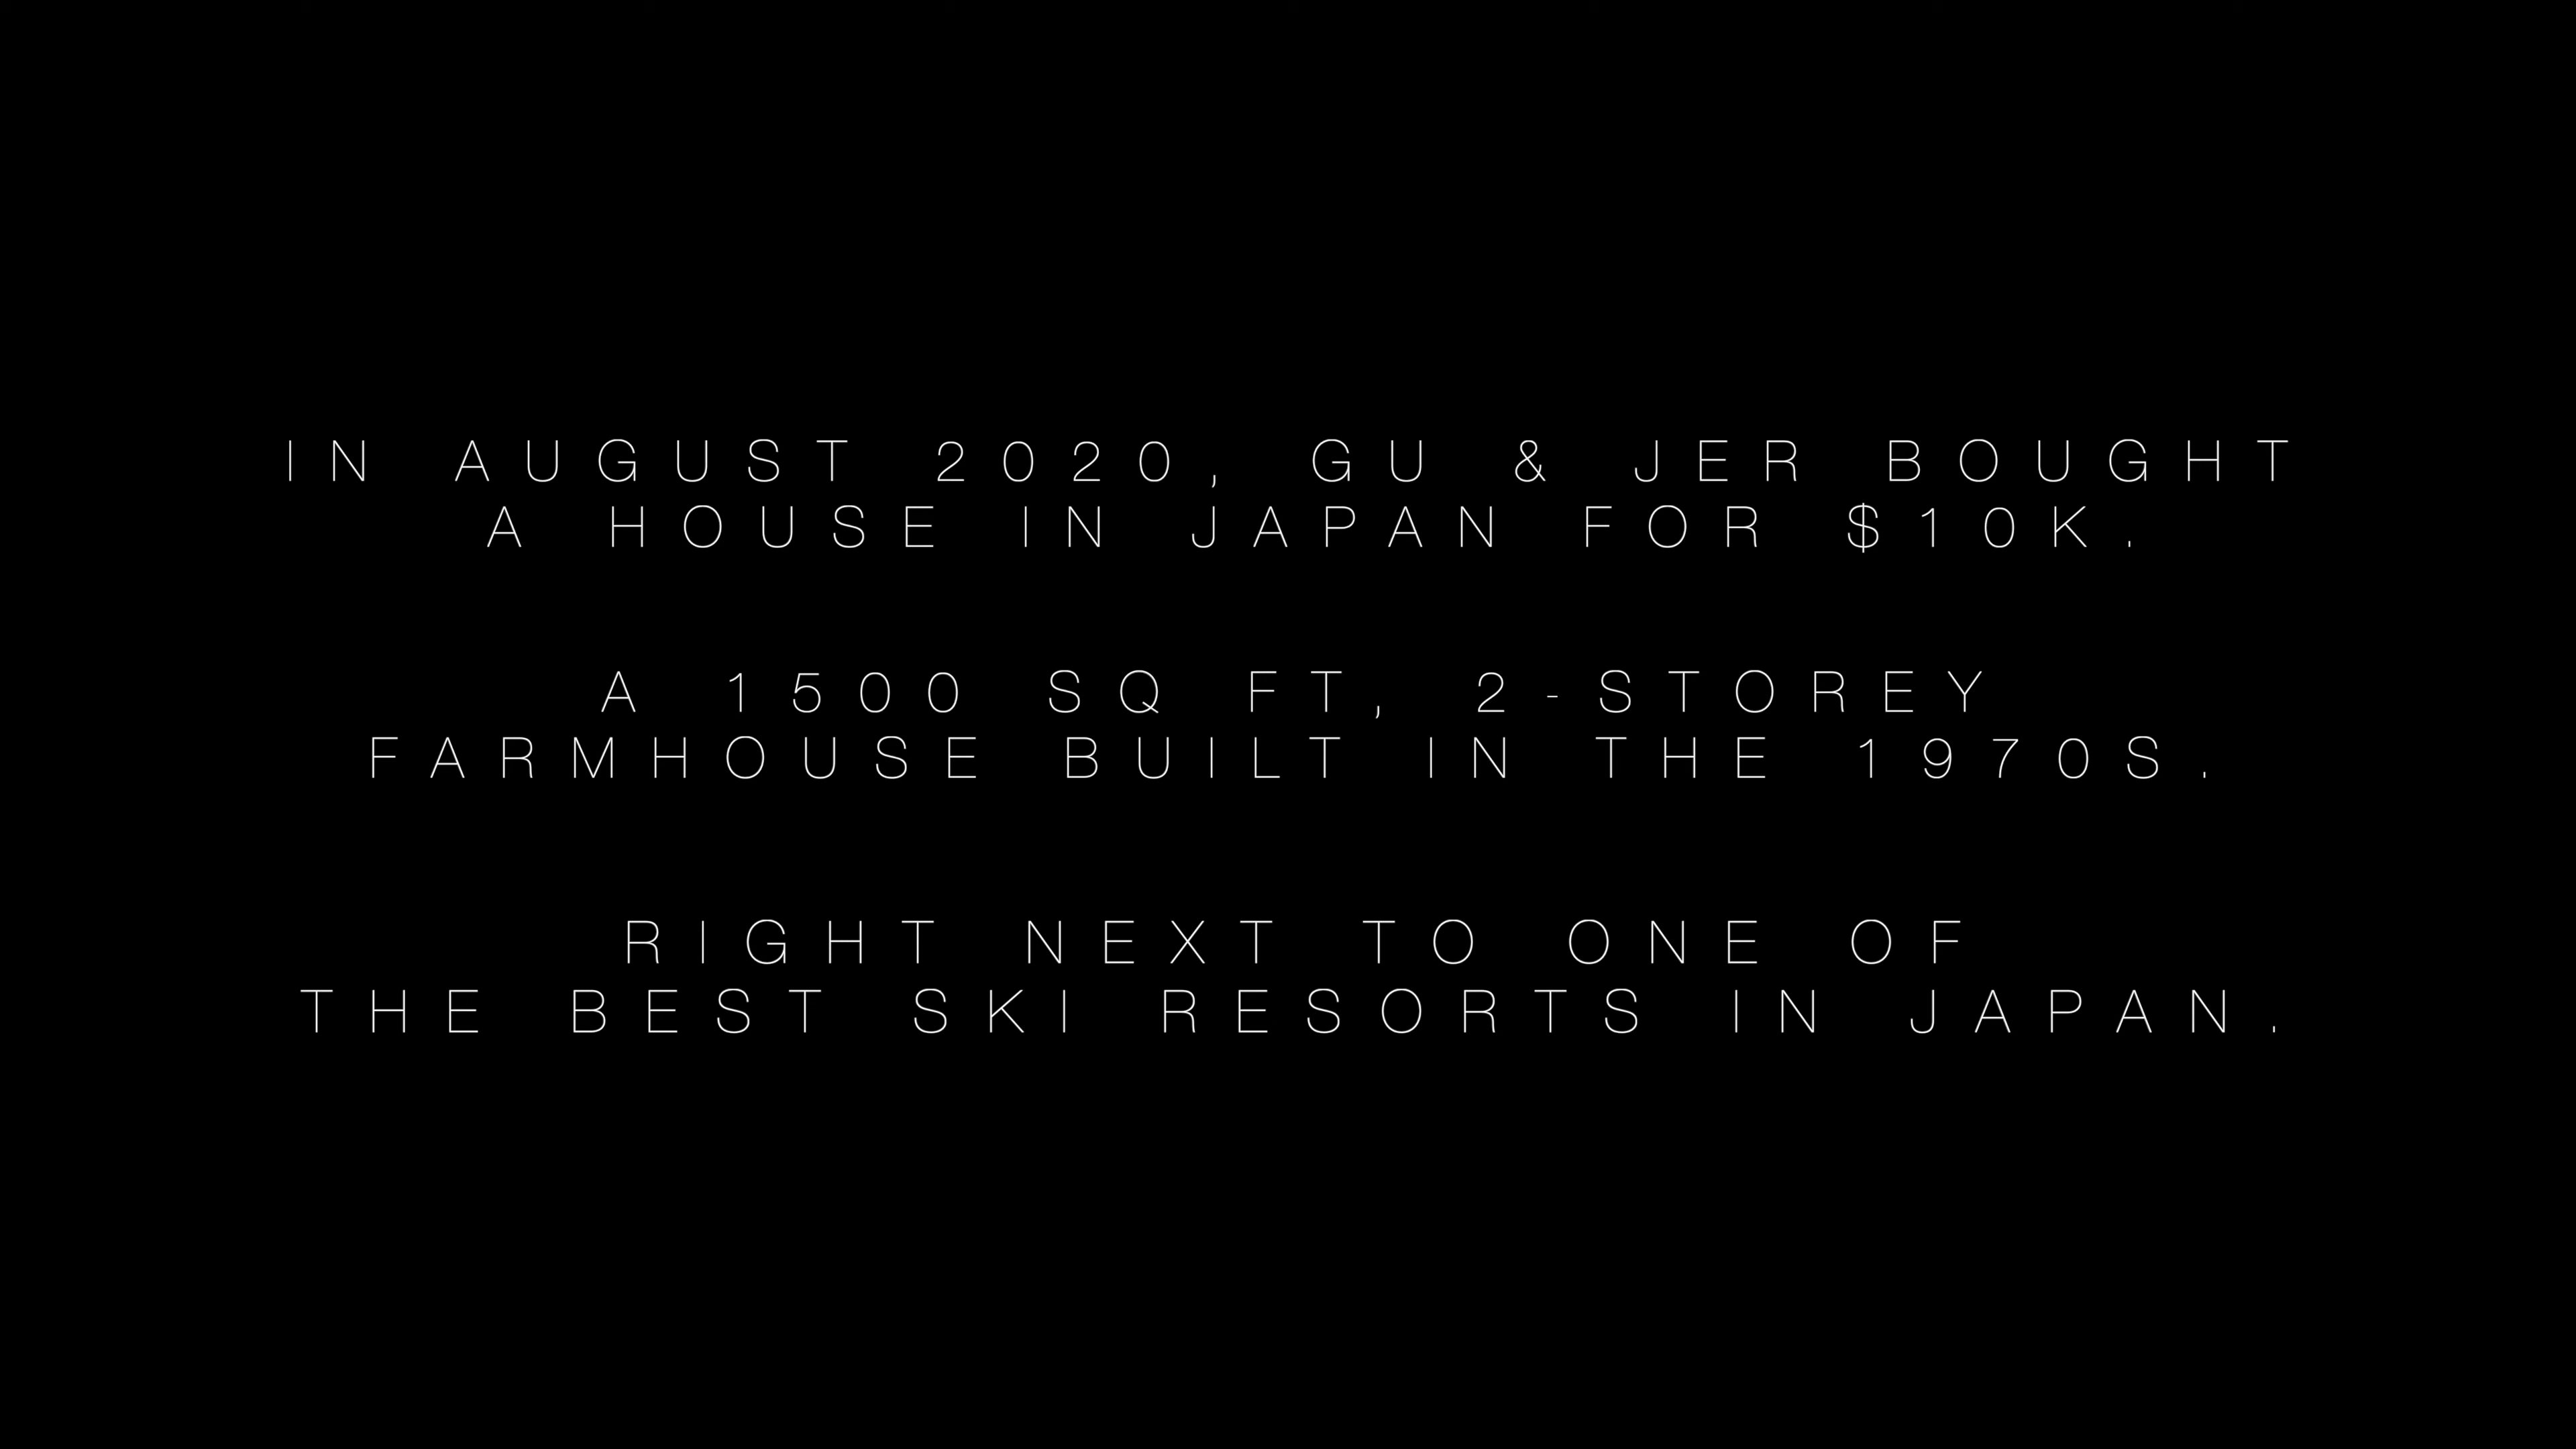 IN AUGUST 2020, GU & JER BOUGHT
A HOUSE IN JAPAN FOR $10K.
A 1500 SQ FT, 2-STOREY
FARMHOUSE BUILT IN THE 1970S.
RIGHT NEXT TO ONE OF
THE BEST SKI RESORTS IN JAPAN.